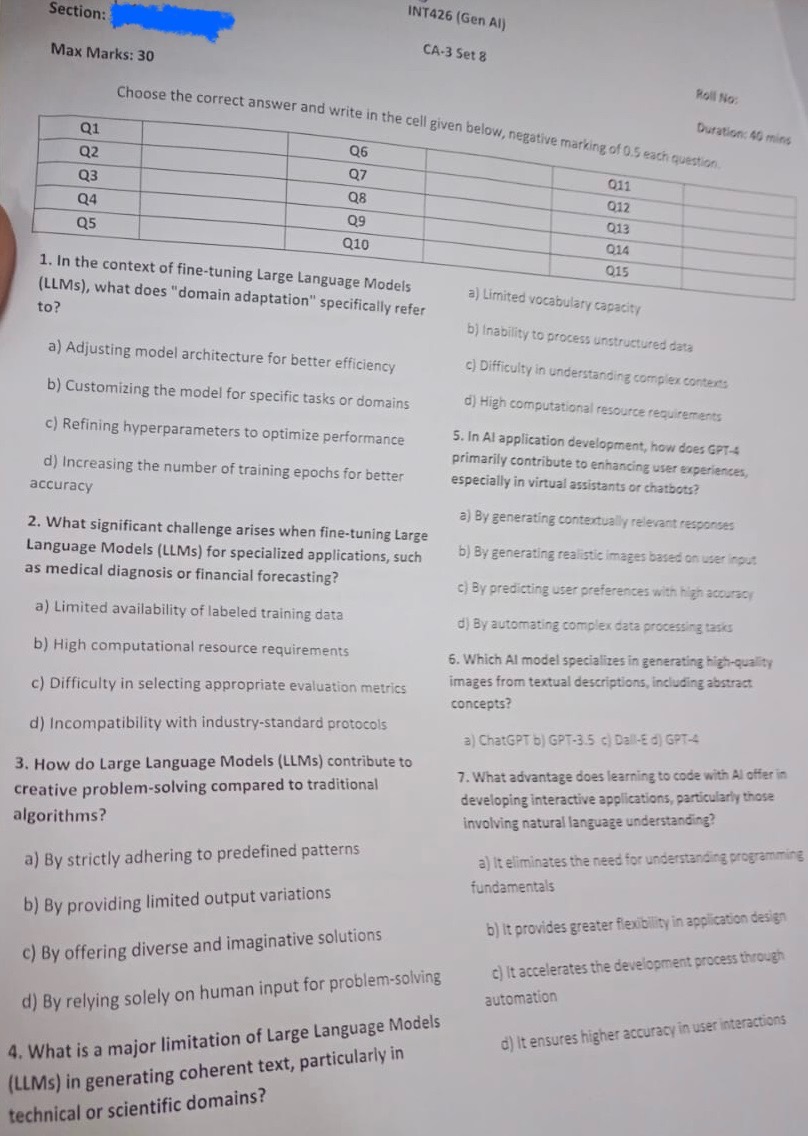 Section:
INT426 (Gen AI)
Max Marks: 30
CA-3 Set 8
Roll No:
Duration: 40 mins
Choose the correct answer and write in the cell given below, negative marking of 0.5 each question.
Q1 Q6 Q11
Q2 Q7 Q12
Q3 Q8 Q13
Q4 Q9 Q14
Q5 Q10 Q15
1. In the context of fine-tuning Large Language Models
(LLMs), what does "domain adaptation" specifically refer
to?
a) Adjusting model architecture for better efficiency
b) Customizing the model for specific tasks or domains
c) Refining hyperparameters to optimize performance
d) Increasing the number of training epochs for better
accuracy
2. What significant challenge arises when fine-tuning Large
Language Models (LLMs) for specialized applications, such
as medical diagnosis or financial forecasting?
a) Limited availability of labeled training data
b) High computational resource requirements
c) Difficulty in selecting appropriate evaluation metrics
d) Incompatibility with industry-standard protocols
3. How do Large Language Models (LLMs) contribute to
creative problem-solving compared to traditional
algorithms?
a) By strictly adhering to predefined patterns
b) By providing limited output variations
c) By offering diverse and imaginative solutions
d) By relying solely on human input for problem-solving
4. What is a major limitation of Large Language Models
(LLMs) in generating coherent text, particularly in
technical or scientific domains?
a) Limited vocabulary capacity
b) Inability to process unstructured data
c) Difficulty in understanding complex contexts
d) High computational resource requirements
5. In AI application development, how does GPT-4
primarily contribute to enhancing user experiences,
especially in virtual assistants or chatbots?
a) By generating contextually relevant responses
b) By generating realistic images based on user input
c) By predicting user preferences with high accuracy
d) By automating complex data processing tasks
6. Which AI model specializes in generating high-quality
images from textual descriptions, including abstract
concepts?
a) ChatGPT b) GPT-3.5 c) Dall-E d) GPT-4
7. What advantage does learning to code with AI offer in
developing interactive applications, particularly those
involving natural language understanding?
a) It eliminates the need for understanding programming
fundamentals
b) It provides greater flexibility in application design
c) It accelerates the development process through
automation
d) It ensures higher accuracy in user interactions